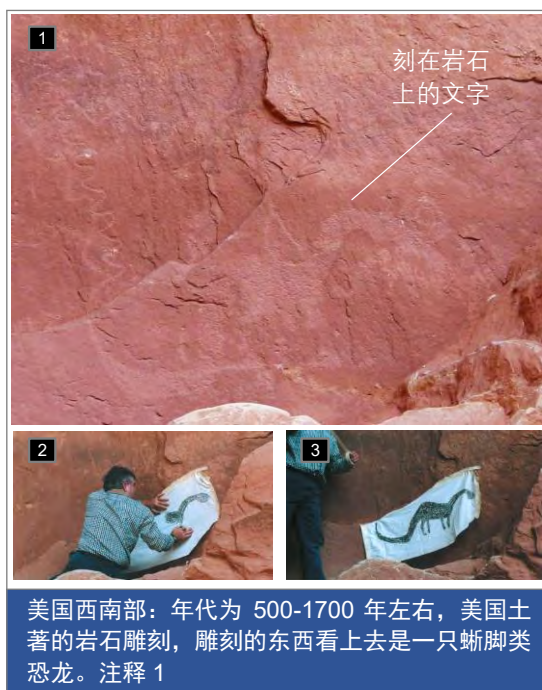 1
刻在岩石
上的文字
2
3
美国西南部：年代为 500-1700 年左右，美国土
著的岩石雕刻，雕刻的东西看上去是一只蜥脚类
恐龙。注释 1